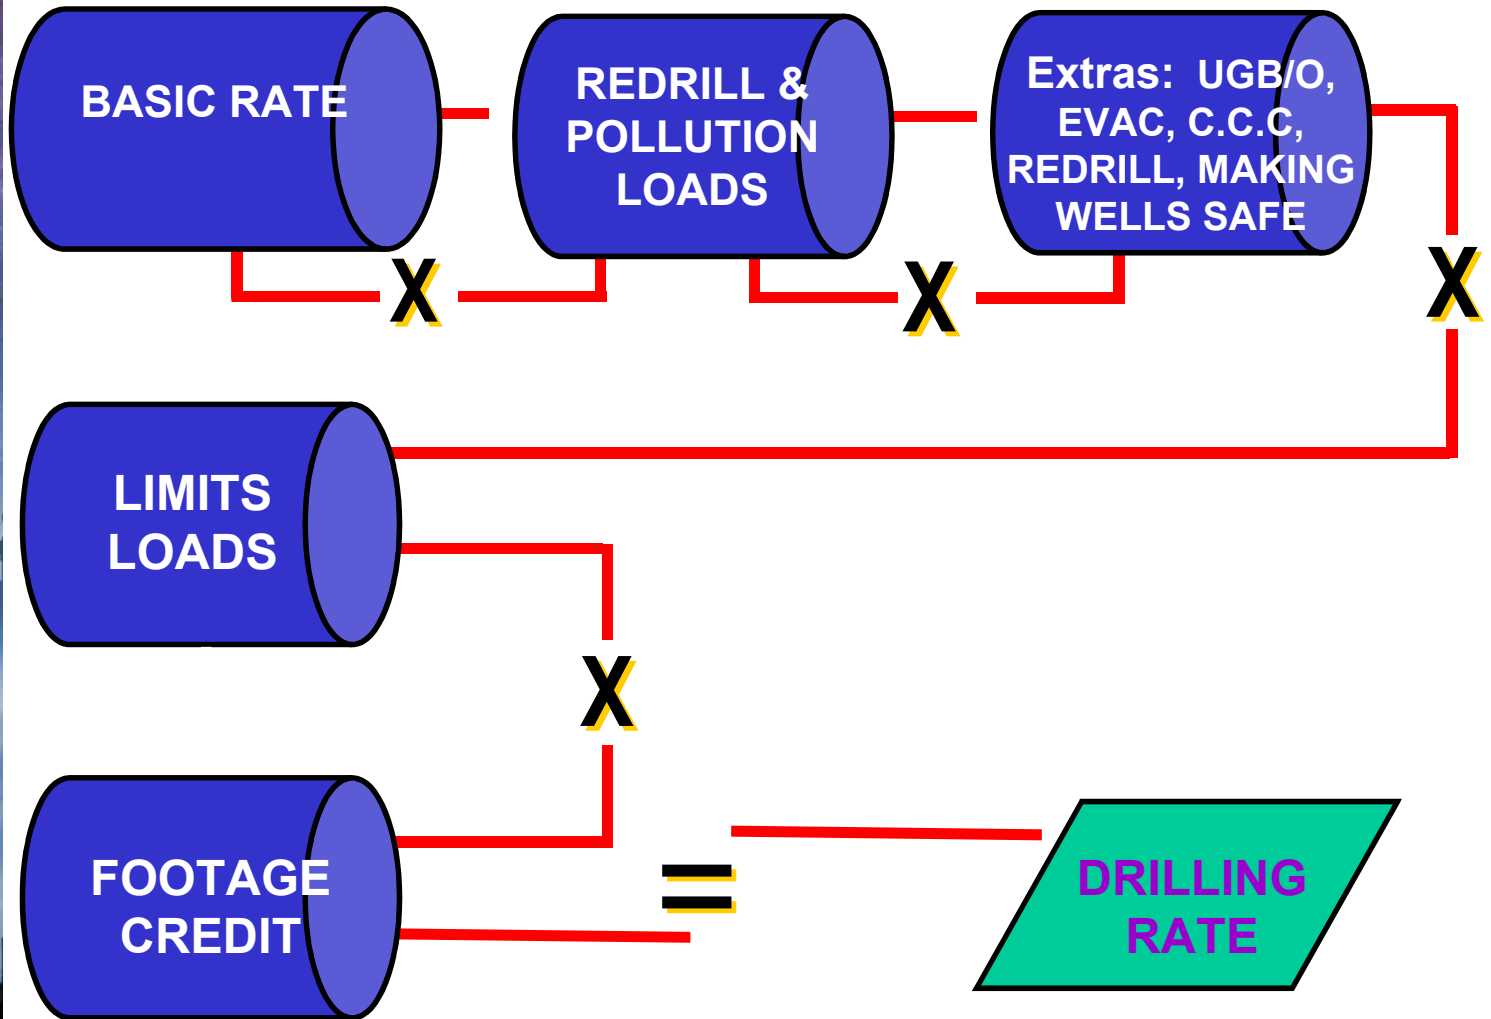 BASIC RATE
REDRILL &
POLLUTION
LOADS
Extras: UGB/O,
EVAC, C.C.C,
REDRILL, MAKING
WELLS SAFE
X
X
X
LIMITS
LOADS
X
FOOTAGE
CREDIT
=
DRILLING
RATE